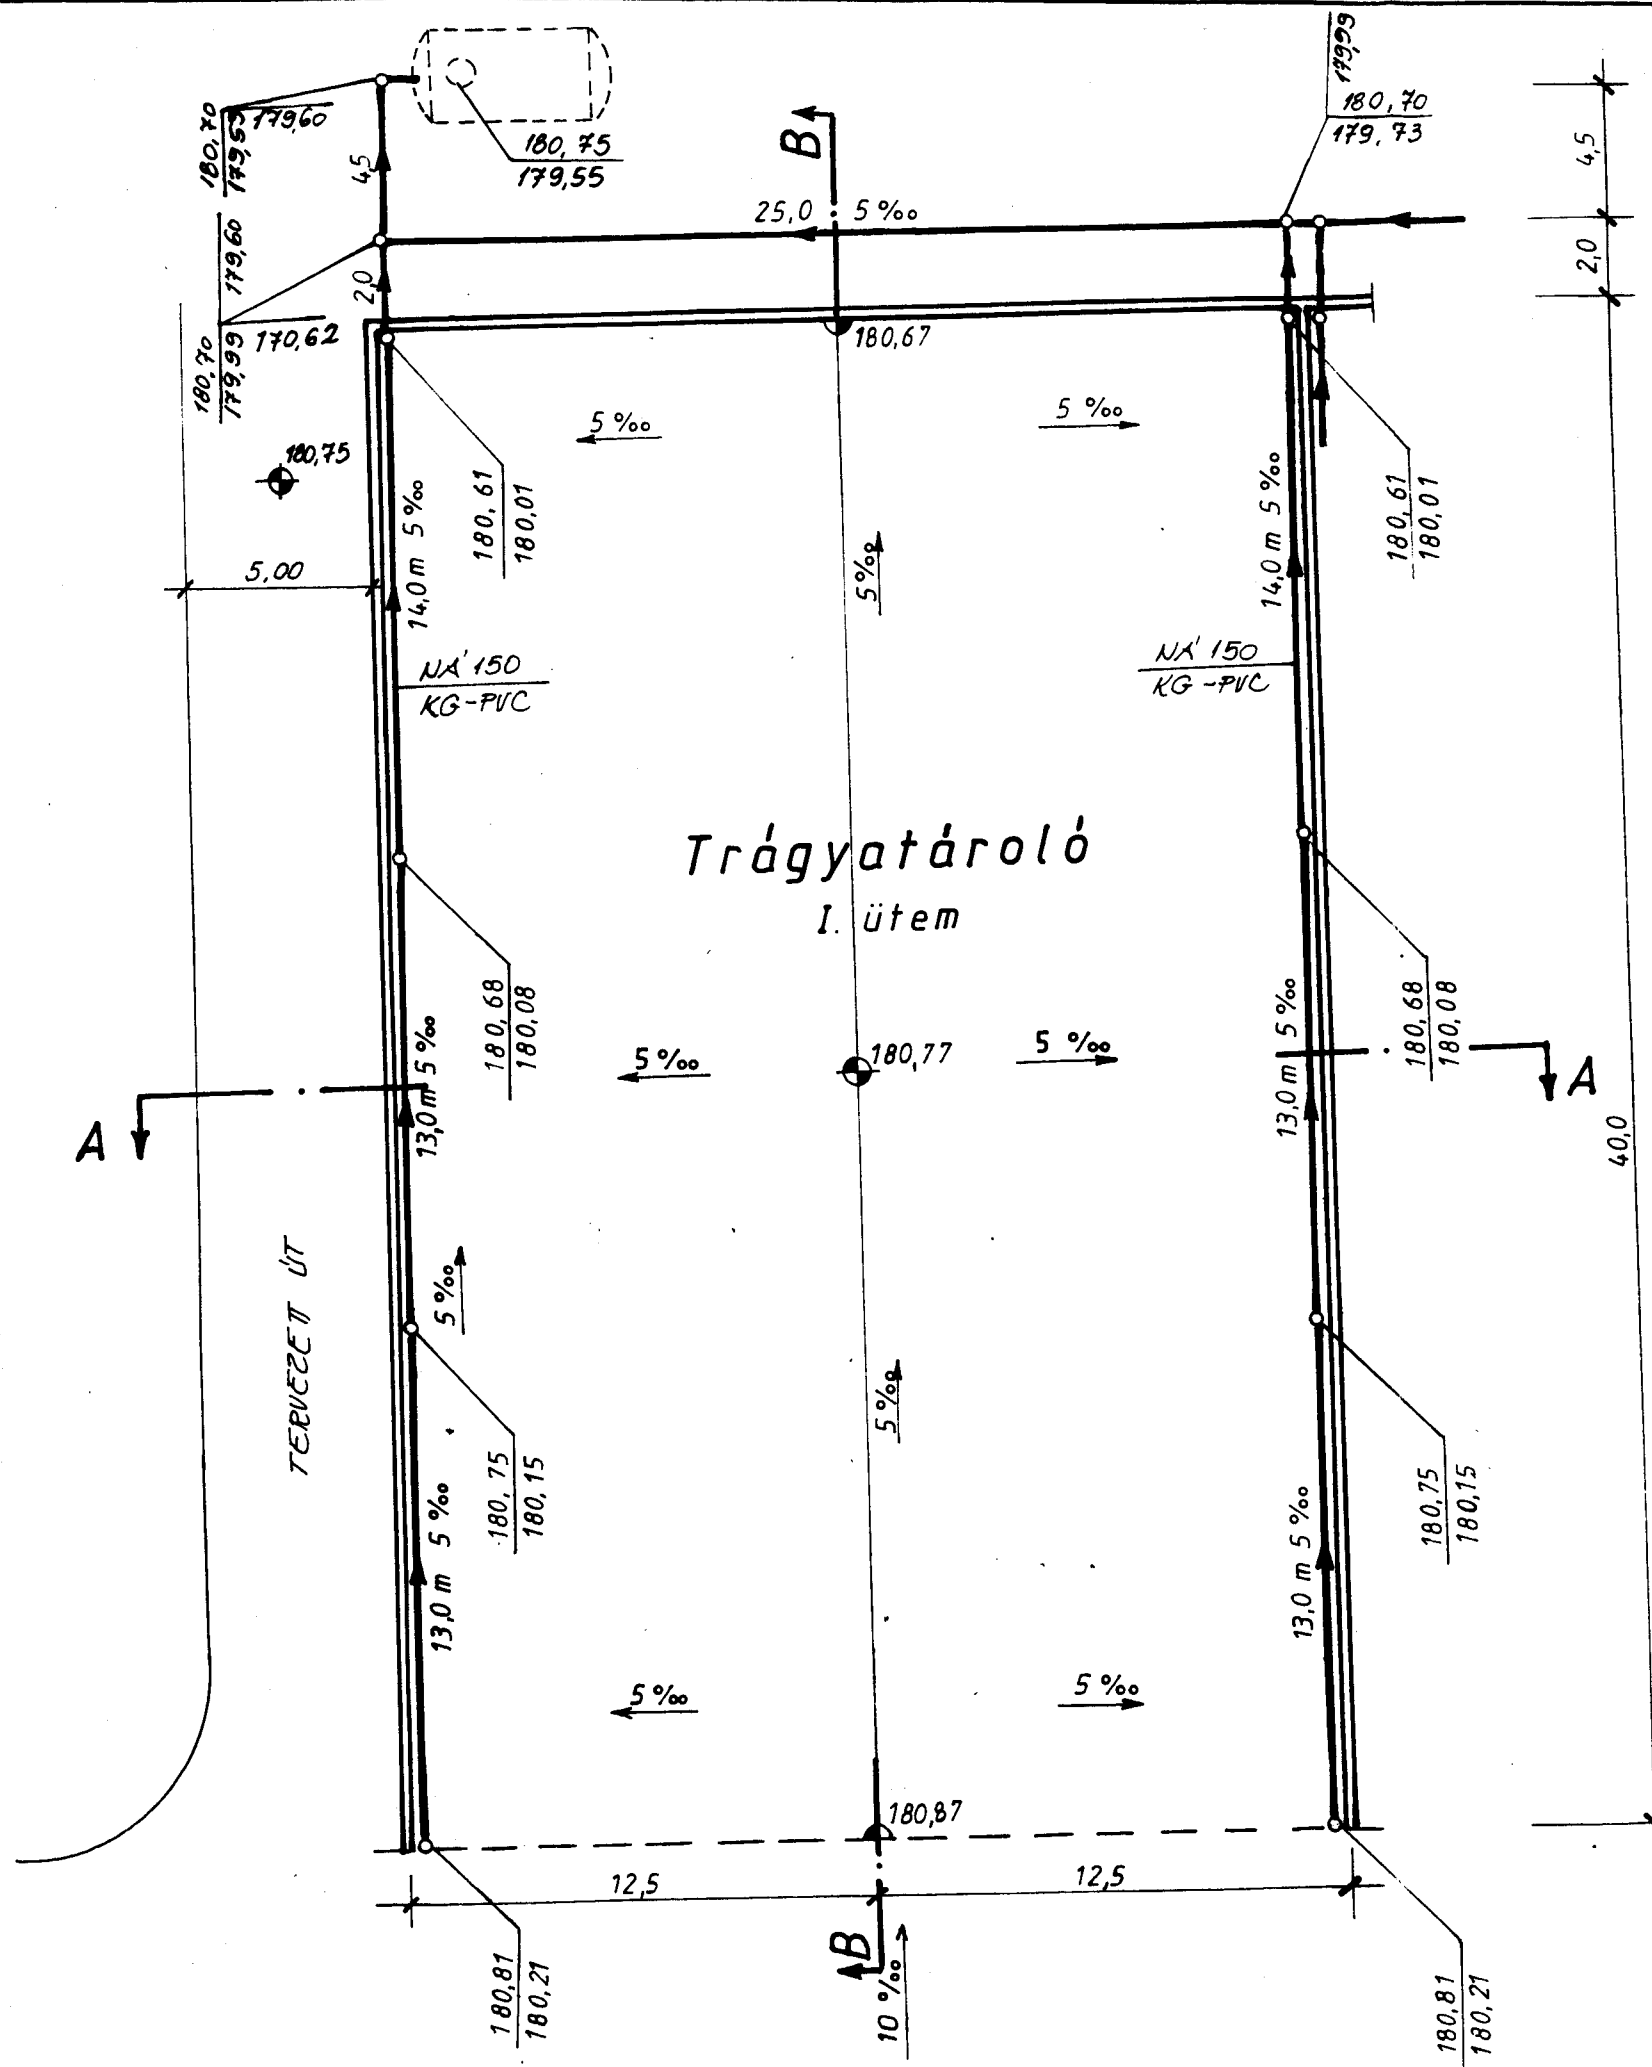 180,70
179,55
179,60
180,75
179,55
B
179,99
180,70
179,73
4,5
4,5
25,0 5 ‰
179,60
2,0
2,0
180,70
179,99
170,62
180,67
180,75
5 ‰
5 ‰
180,61
180,01
180,61
180,01
14,0 m 5 ‰
14,0 m 5 ‰
5 ‰
5,00
NÁ 150
KG-PVC
NÁ 150
KG-PVC
Trágyatároló
I. ütem
180,68
180,08
180,68
180,08
13,0 m 5 ‰
13,0 m 5 ‰
5 ‰
180,77
5 ‰
A
A
40,0
TERVEZETT ÚT
5 ‰
5 ‰
180,75
180,15
180,75
180,15
13,0 m 5 ‰
13,0 m 5 ‰
5 ‰
5 ‰
180,87
12,5
12,5
B
10 ‰
180,81
180,21
180,81
180,21